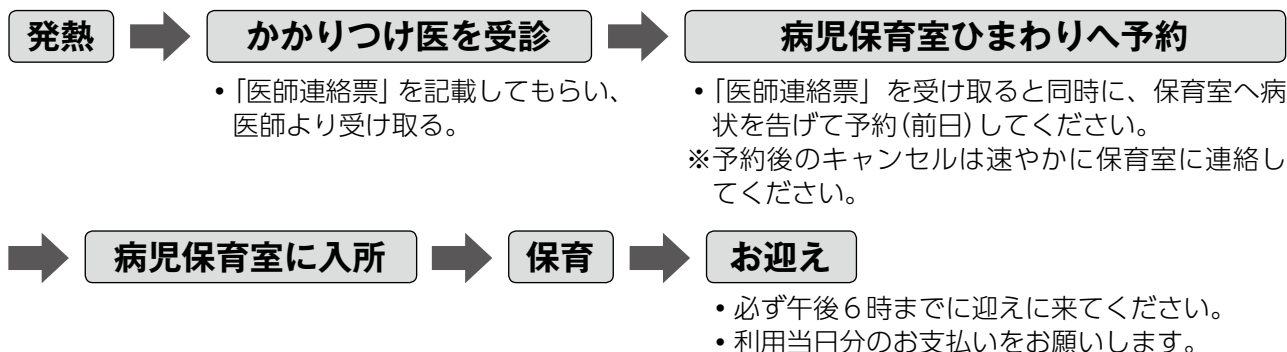 発熱
かかりつけ医を受診
病児保育室ひまわりへ予約
•「医師連絡票」を記載してもらい、
医師より受け取る。
•「医師連絡票」を受け取ると同時に、保育室へ病
状を告げて予約(前日)してください。
※予約後のキャンセルは速やかに保育室に連絡し
てください。
病児保育室に入所
保育
お迎え
•必ず午後6時までに迎えに来てください。
•利用当日分のお支払いをお願いします。